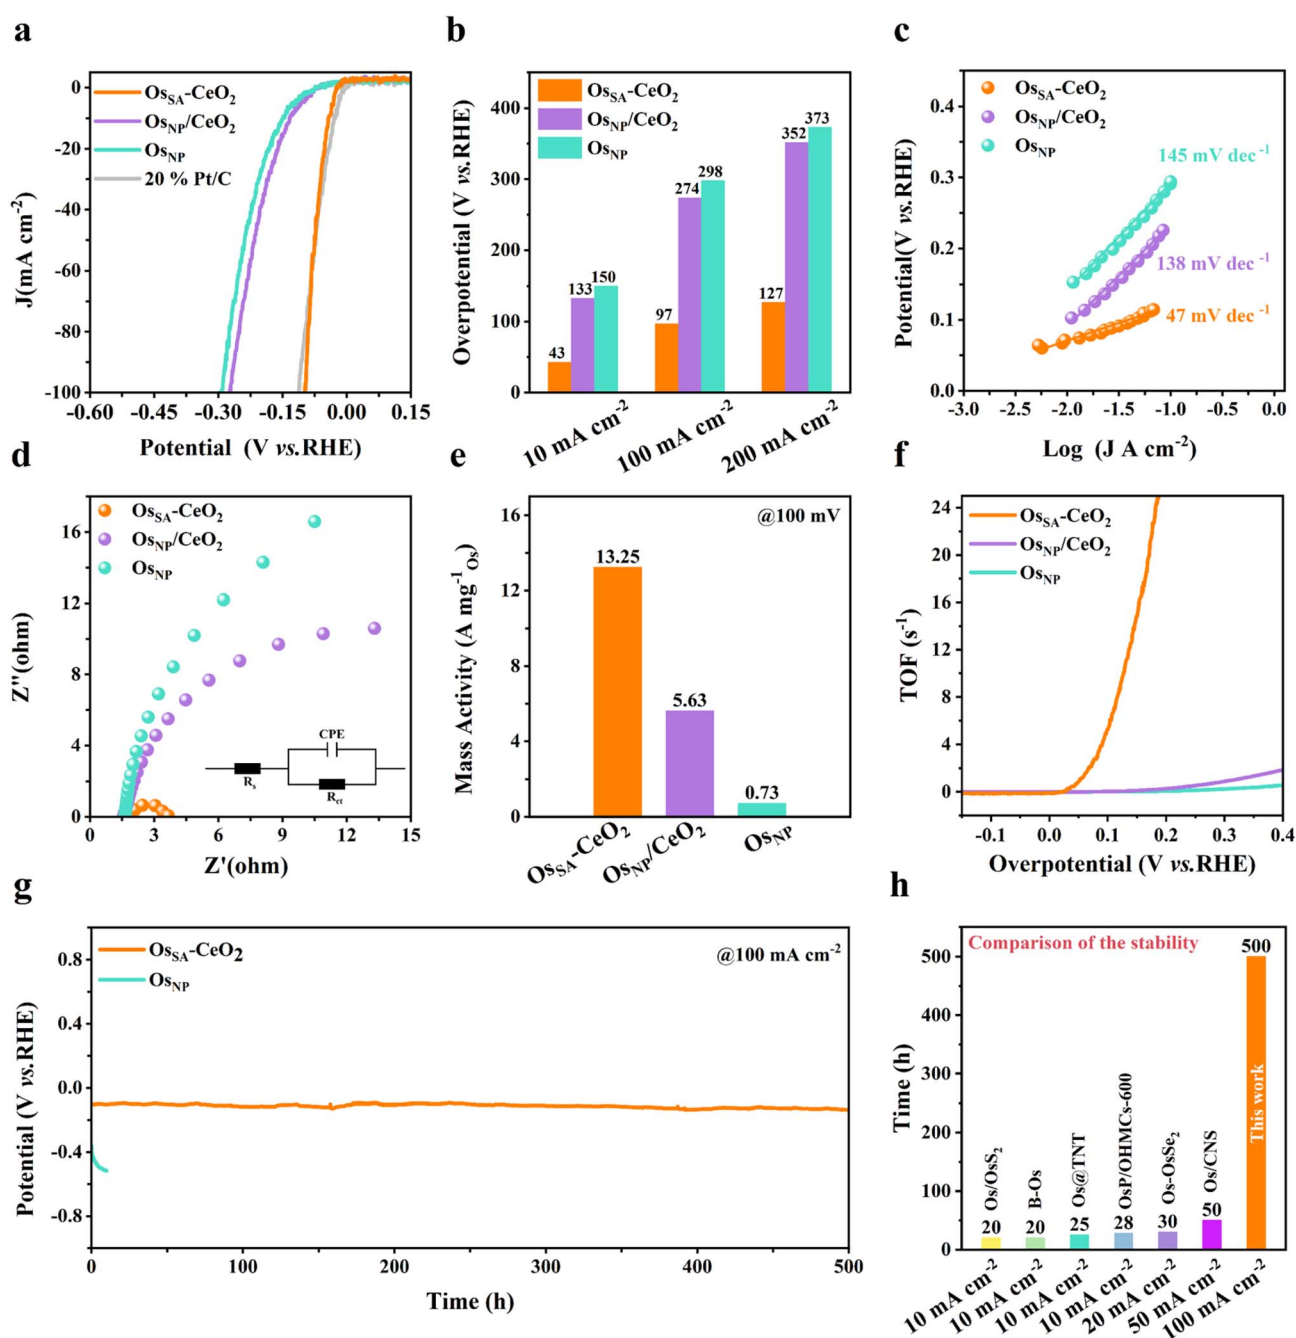 a
0
-20
-40
-60
-80
-100
J(mA cm⁻²)
Os_SA-CeO₂
Os_NP/CeO₂
Os_NP
20 % Pt/C
-0.60 -0.45 -0.30 -0.15 0.00 0.15
Potential (V vs.RHE)
b
Overpotential (V vs.RHE)
400
300
200
100
0
Os_SA-CeO₂
Os_NP/CeO₂
Os_NP
43 133 150
97 274 298
127 352 373
10 mA cm⁻² 100 mA cm⁻² 200 mA cm⁻²
c
Potential(V vs.RHE)
0.4
0.3
0.2
0.1
0.0
Os_SA-CeO₂
Os_NP/CeO₂
Os_NP
145 mV dec⁻¹
138 mV dec⁻¹
47 mV dec⁻¹
-3.0 -2.5 -2.0 -1.5 -1.0 -0.5 0.0
Log (J A cm⁻²)
d
Z''(ohm)
16
12
8
4
0
Os_SA-CeO₂
Os_NP/CeO₂
Os_NP
CPE
R_s
R_ct
0 3 6 9 12 15
Z'(ohm)
e
Mass Activity (A mg⁻¹_Os)
16
12
8
4
0
@100 mV
13.25
5.63
0.73
Os_SA-CeO₂ Os_NP/CeO₂ Os_NP
f
TOF (s⁻¹)
24
20
16
12
8
4
0
Os_SA-CeO₂
Os_NP/CeO₂
Os_NP
-0.1 0.0 0.1 0.2 0.3 0.4
Overpotential (V vs.RHE)
g
Potential (V vs.RHE)
0.8
0.4
0.0
-0.4
-0.8
Os_SA-CeO2
Os_NP
@100 mA cm⁻²
0 100 200 300 400 500
Time (h)
h
Time (h)
500
400
300
200
100
0
Comparison of the stability
Os/OsS₂
B-Os
Os@TNT
OsP/OHMCs-600
Os-OsSe₂
Os/CNS
This work
20 20 25 28 30 50 500
10 mA cm⁻² 10 mA cm⁻² 10 mA cm⁻² 10 mA cm⁻² 20 mA cm⁻² 50 mA cm⁻² 100 mA cm⁻²